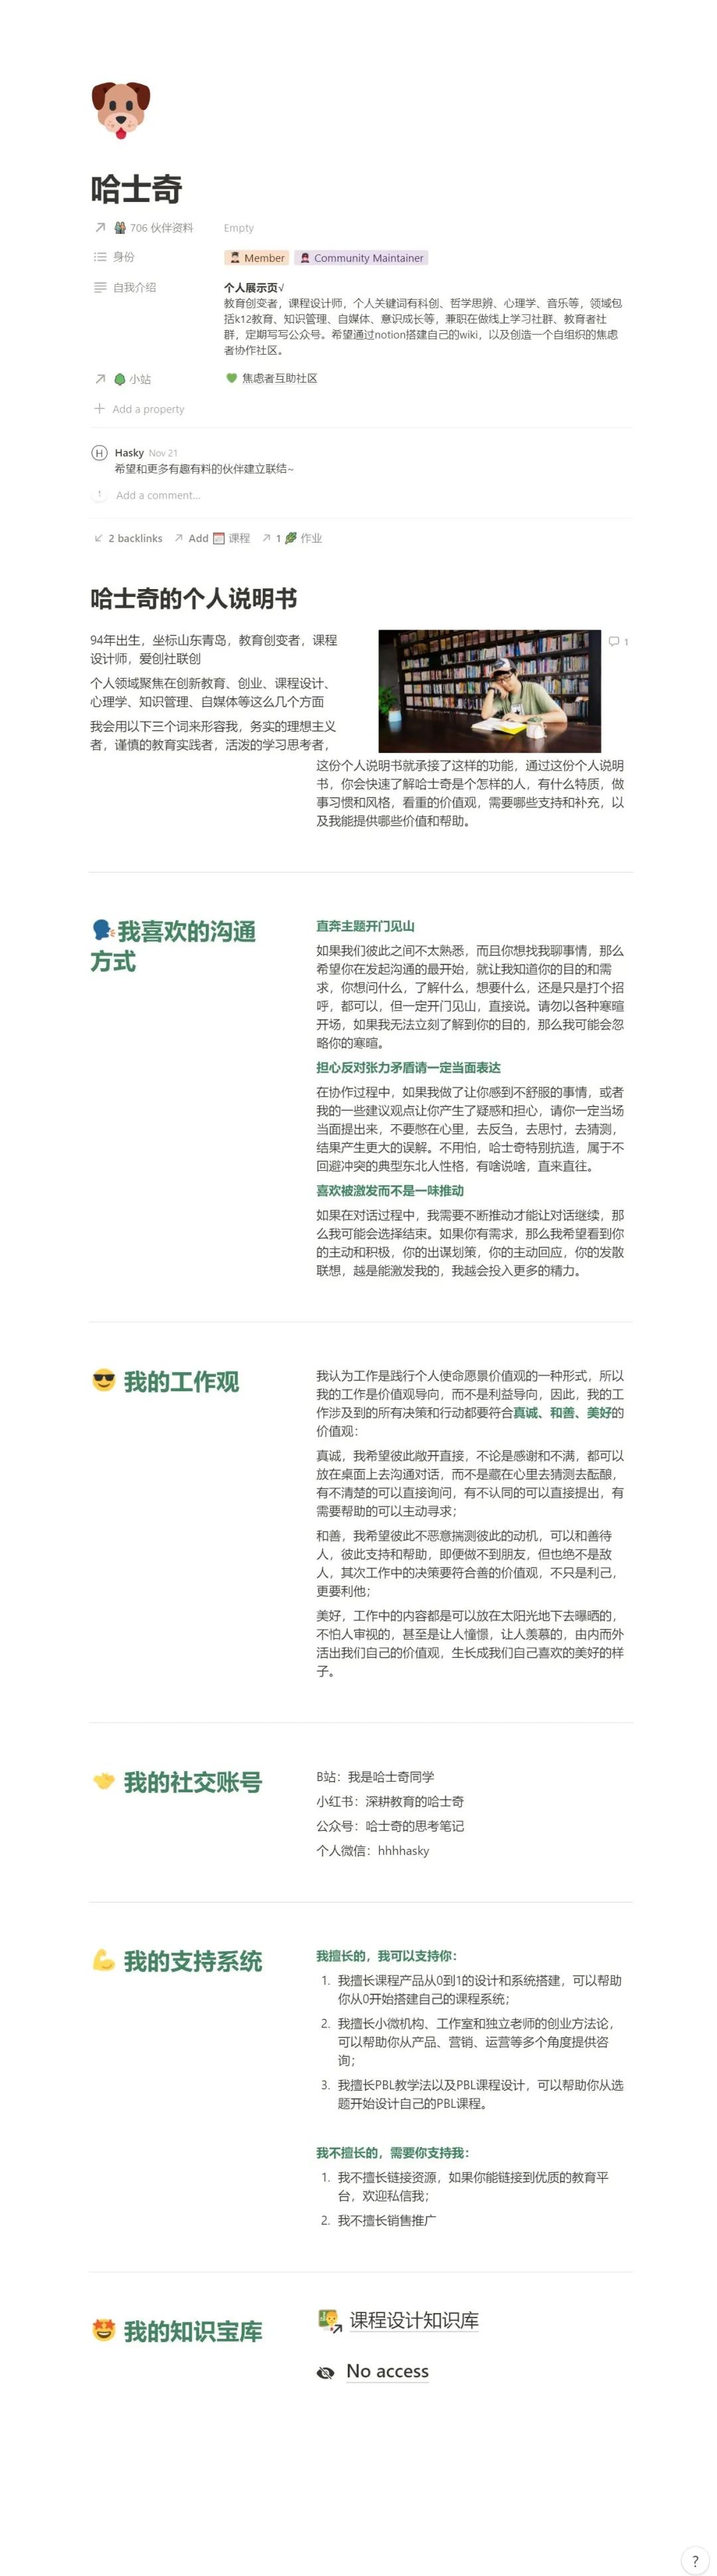 哈士奇
706 伙伴资料 Empty
身份 Member Community Maintainer
自我介绍 个人展示页√
教育创变者，课程设计师，个人关键词有科创、哲学思辨、心理学、音乐等，领域包
括k12教育、知识管理、自媒体、意识成长等，兼职在做线上学习社群、教育者社
群，定期写写公众号。希望通过notion搭建自己的wiki，以及创造一个自组织的焦虑
者协作社区。
小站 焦虑者互助社区
Add a property
H Hasky Nov 21
希望和更多有趣有料的伙伴建立联结~
Add a comment...
2 backlinks Add 课程 1 作业
哈士奇的个人说明书
94年出生，坐标山东青岛，教育创变者，课程
设计师，爱创社联创
个人领域聚焦在创新教育、创业、课程设计、
心理学、知识管理、自媒体等这么几个方面
我会用以下三个词来形容我，务实的理想主义
者，谨慎的教育实践者，活泼的学习思考者，
1
这份个人说明书就承接了这样的功能，通过这份个人说明
书，你会快速了解哈士奇是个怎样的人，有什么特质，做
事习惯和风格，看重的价值观，需要哪些支持和补充，以
及我能提供哪些价值和帮助。
我喜欢的沟通
方式
直奔主题开门见山
如果我们彼此之间不太熟悉，而且你想找我聊事情，那么
希望你在发起沟通的最开始，就让我知道你的目的和需
求，你想问什么，了解什么，想要什么，还是只是打个招
呼，都可以，但一定开门见山，直接说。请勿以各种寒暄
开场，如果我无法立刻了解到你的目的，那么我可能会忽
略你的寒暄。
担心反对张力矛盾请一定当面表达
在协作过程中，如果我做了让你感到不舒服的事情，或者
我的一些建议观点让你产生了疑惑和担心，请你一定当场
当面提出来，不要憋在心里，去反刍，去思忖，去猜测，
结果产生更大的误解。不用怕，哈士奇特别抗造，属于不
回避冲突的典型东北人性格，有啥说啥，直来直往。
喜欢被激发而不是一味推动
如果在对话过程中，我需要不断推动才能让对话继续，那
么我可能会选择结束。如果你有需求，那么我希望看到你
的主动和积极，你的出谋划策，你的主动回应，你的发散
联想，越是能激发我的，我越会投入更多的精力。
我的工作观
我认为工作是践行个人使命愿景价值观的一种形式，所以
我的工作是价值观导向，而不是利益导向，因此，我的工
作涉及到的所有决策和行动都要符合真诚、和善、美好的
价值观：
真诚，我希望彼此敞开直接，不论是感谢和不满，都可以
放在桌面上去沟通对话，而不是藏在心里去猜测去酝酿，
有不清楚的可以直接询问，有不认同的可以直接提出，有
需要帮助的可以主动寻求；
和善，我希望彼此不恶意揣测彼此的动机，可以和善待
人，彼此支持和帮助，即便做不到朋友，但也绝不是敌
人，其次工作中的决策要符合善的价值观，不只是利己，
更要利他；
美好，工作中的内容都是可以放在太阳光地下去曝晒的，
不怕人审视的，甚至是让人憧憬，让人羡慕的，由内而外
活出我们自己的价值观，生长成我们自己喜欢的美好的样
子。
我的社交账号
B站：我是哈士奇同学
小红书：深耕教育的哈士奇
公众号：哈士奇的思考笔记
个人微信：hhhhasky
我的支持系统
我擅长的，我可以支持你：
1. 我擅长课程产品从0到1的设计和系统搭建，可以帮助
你从0开始搭建自己的课程系统；
2. 我擅长小微机构、工作室和独立老师的创业方法论，
可以帮助你从产品、营销、运营等多个角度提供咨
询；
3. 我擅长PBL教学法以及PBL课程设计，可以帮助你从选
题开始设计自己的PBL课程。
我不擅长的，需要你支持我：
1. 我不擅长链接资源，如果你能链接到优质的教育平
台，欢迎私信我；
2. 我不擅长销售推广
我的知识宝库
课程设计知识库
No access
?